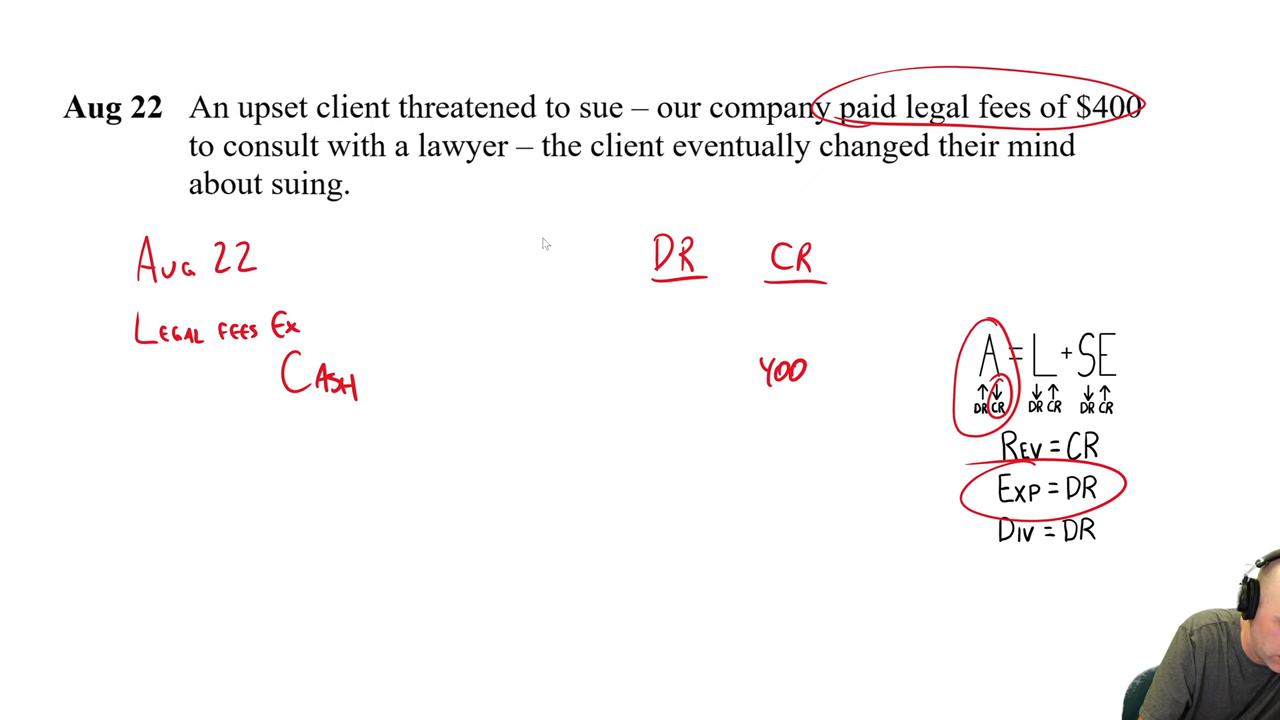 Aug 22 An upset client threatened to sue – our company paid legal fees of $400
to consult with a lawyer – the client eventually changed their mind
about suing.
Aug 22 DR CR
LEGAL FEES EX
CASH 400
A = L + SE
↑ ↓ ↓ ↑ ↓ ↑
DR CR DR CR DR CR
REV = CR
EXP = DR
DIV = DR